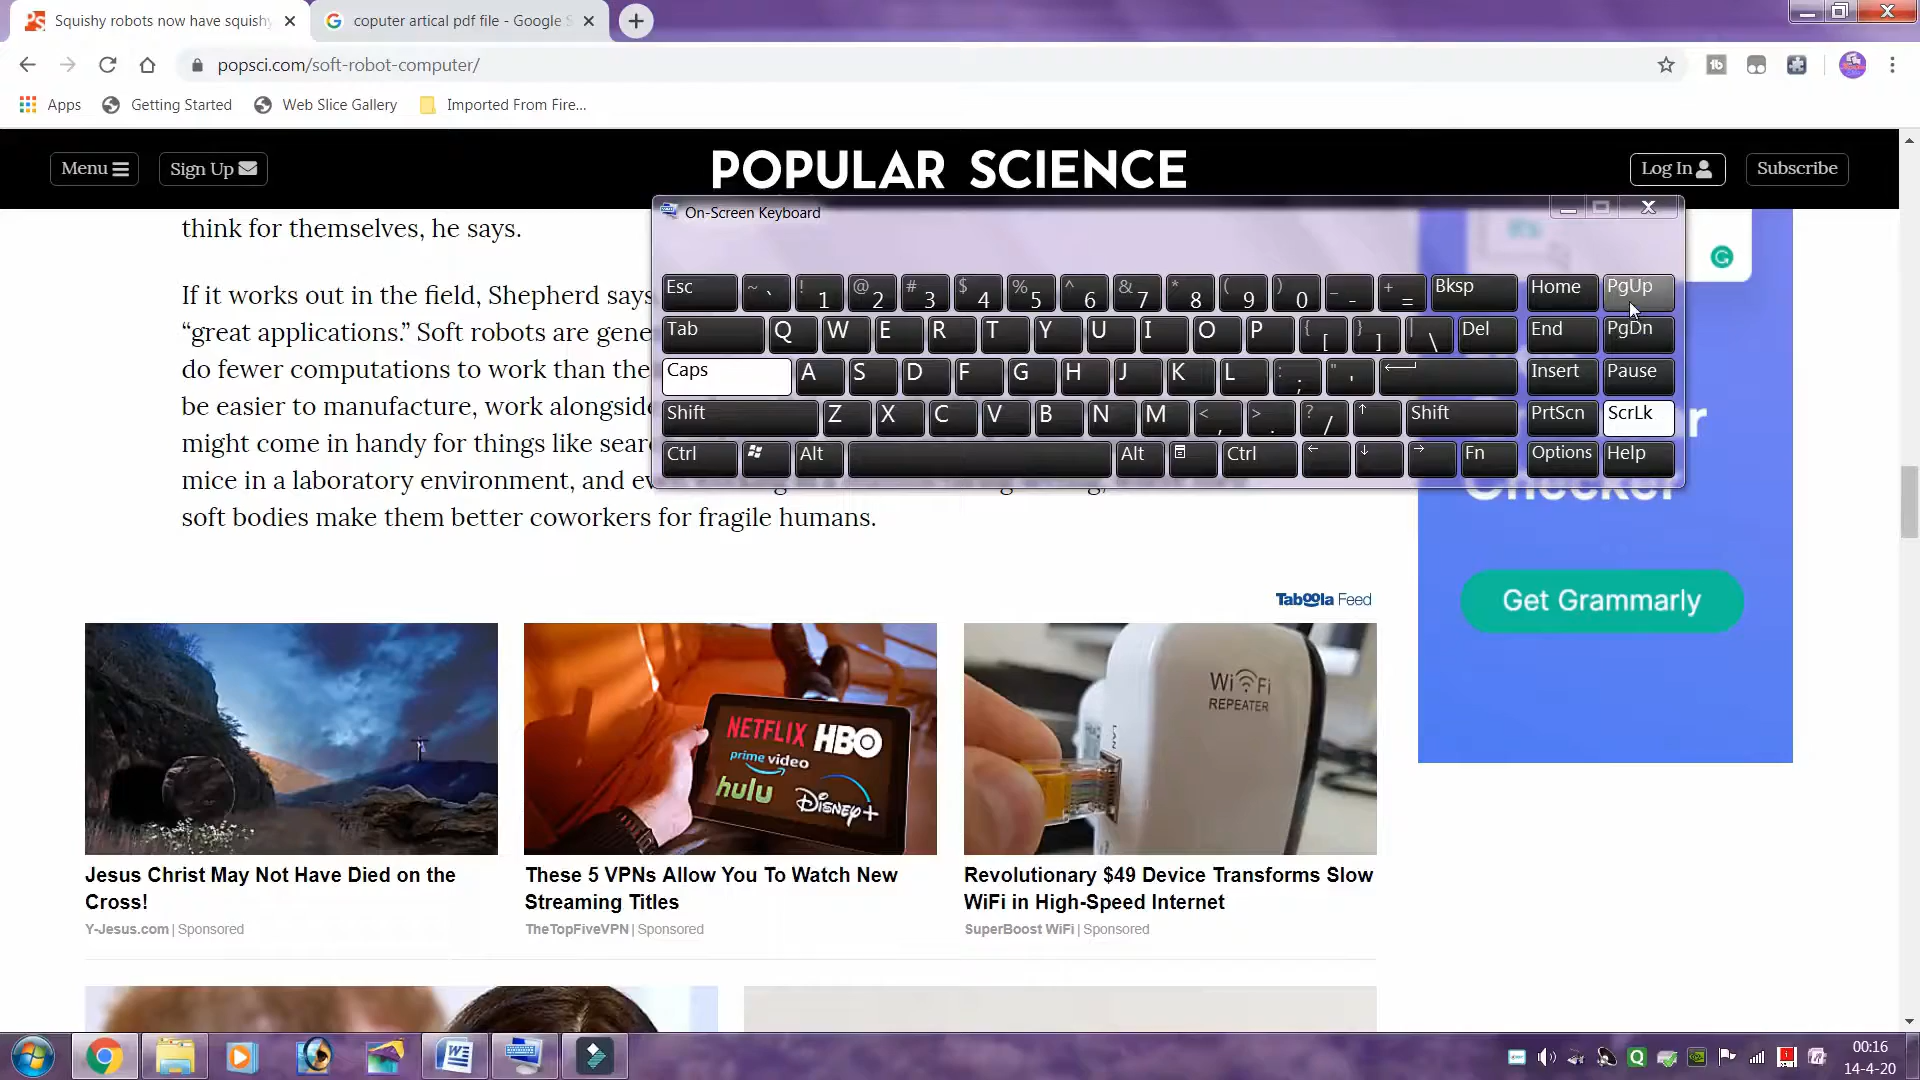 Squishy robots now have squishy
coputer artical pdf file - Google S
popsci.com/soft-robot-computer/
Apps
Getting Started
Web Slice Gallery
Imported From Fire...
Menu
Sign Up
POPULAR SCIENCE
Log In
Subscribe
think for themselves, he says.
If it works out in the field, Shepherd says
“great applications.” Soft robots are gene
do fewer computations to work than the
be easier to manufacture, work alongside
might come in handy for things like sear
mice in a laboratory environment, and ev
soft bodies make them better coworkers for fragile humans.
On-Screen Keyboard
Esc ~ ` ! 1 @ 2 # 3 $ 4 % 5 ^ 6 & 7 * 8 ( 9 ) 0 _ - + = Bksp Home PgUp
Tab Q W E R T Y U I O P { [ } ] | \ Del End PgDn
Caps A S D F G H J K L : ; " ' Insert Pause
Shift Z X C V B N M < , > . ? / ↑ Shift PrtScn ScrLk
Ctrl Alt Alt Ctrl ← ↓ → Fn Options Help
Checker
Get Grammarly
Taboola Feed
NETFLIX HBO
prime video
hulu
Disney+
WiFi
REPEATER
LAN
Jesus Christ May Not Have Died on the
Cross!
Y-Jesus.com | Sponsored
These 5 VPNs Allow You To Watch New
Streaming Titles
TheTopFiveVPN | Sponsored
Revolutionary $49 Device Transforms Slow
WiFi in High-Speed Internet
SuperBoost WiFi | Sponsored
00:16
14-4-20